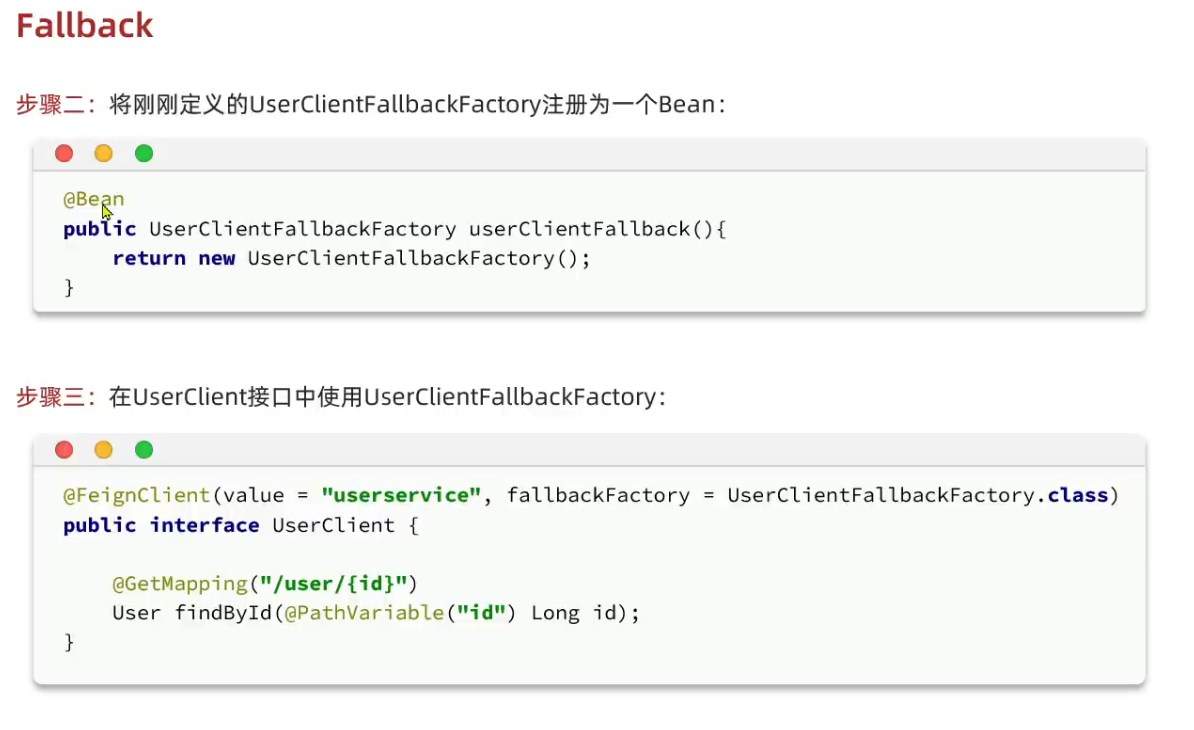 Fallback
步骤二：将刚刚定义的UserClientFallbackFactory注册为一个Bean：
@Bean
public UserClientFallbackFactory userClientFallback(){
    return new UserClientFallbackFactory();
}
步骤三：在UserClient接口中使用UserClientFallbackFactory：
@FeignClient(value = "userservice", fallbackFactory = UserClientFallbackFactory.class)
public interface UserClient {
    @GetMapping("/user/{id}")
    User findById(@PathVariable("id") Long id);
}